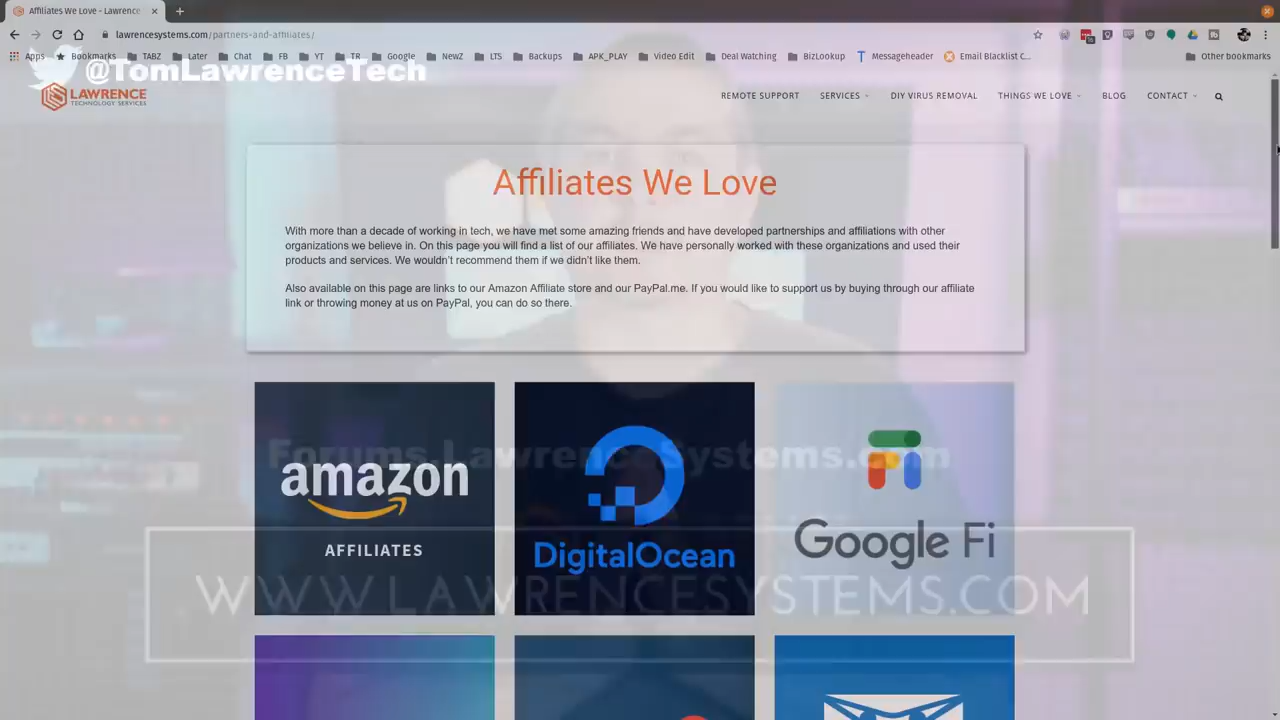 Affiliates We Love - Lawrence
lawrencesystems.com/partners-and-affiliates/
Apps Bookmarks TABZ Later Chat FB YT TR Google NewZ LTS Backups APK_PLAY Video Edit Deal Watching BizLookup Messageheader Email Blacklist C... Other bookmarks
@TomLawrenceTech
LAWRENCE
TECHNOLOGY SERVICES
REMOTE SUPPORT SERVICES DIY VIRUS REMOVAL THINGS WE LOVE BLOG CONTACT
Affiliates We Love
With more than a decade of working in tech, we have met some amazing friends and have developed partnerships and affiliations with other
organizations we believe in. On this page you will find a list of our affiliates. We have personally worked with these organizations and used their
products and services. We wouldn't recommend them if we didn't like them.
Also available on this page are links to our Amazon Affiliate store and our PayPal.me. If you would like to support us by buying through our affiliate
link or throwing money at us on PayPal, you can do so there.
Forums.LawrenceSystems.com
amazon
AFFILIATES
DigitalOcean
Google Fi
WWW.LAWRENCESYSTEMS.COM